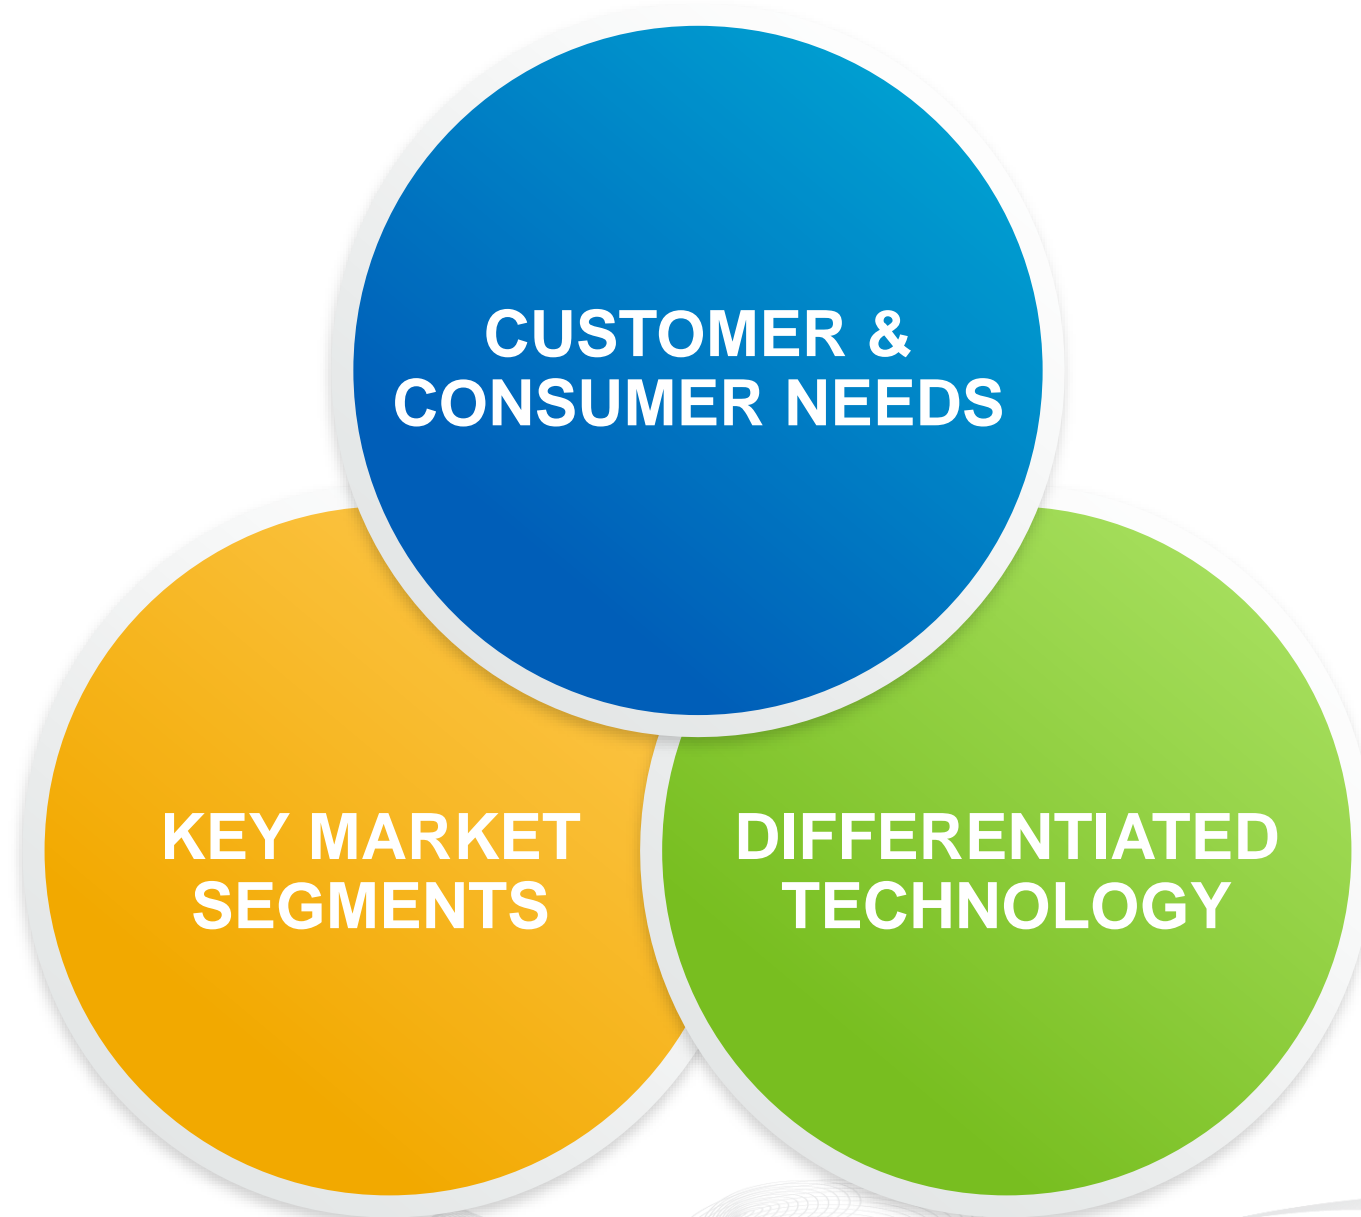 CUSTOMER &
CONSUMER NEEDS
KEY MARKET
SEGMENTS
DIFFERENTIATED
TECHNOLOGY